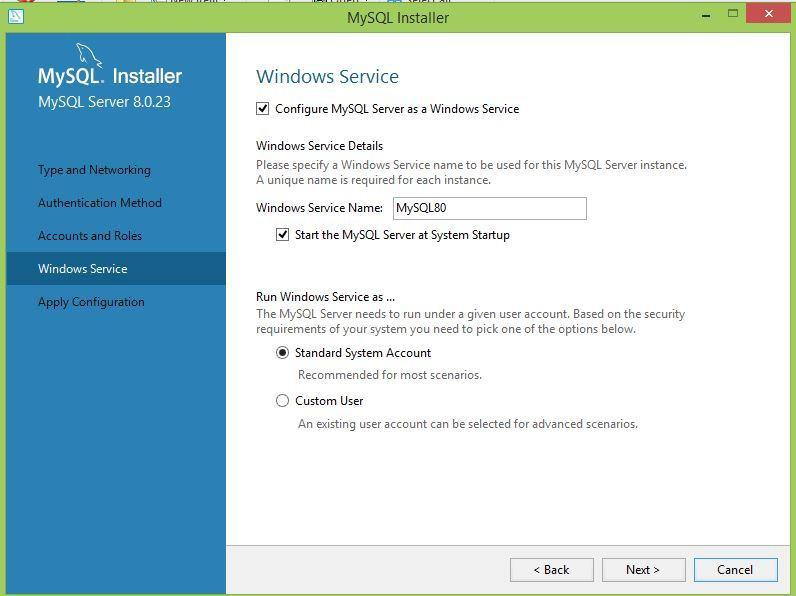 MySQL Installer
MySQL. Installer
MySQL Server 8.0.23
Type and Networking
Authentication Method
Accounts and Roles
Windows Service
Apply Configuration
Windows Service
Configure MySQL Server as a Windows Service
Windows Service Details
Please specify a Windows Service name to be used for this MySQL Server instance.
A unique name is required for each instance.
Windows Service Name: MySQL80
Start the MySQL Server at System Startup
Run Windows Service as ...
The MySQL Server needs to run under a given user account. Based on the security
requirements of your system you need to pick one of the options below.
Standard System Account
Recommended for most scenarios.
Custom User
An existing user account can be selected for advanced scenarios.
< Back
Next >
Cancel